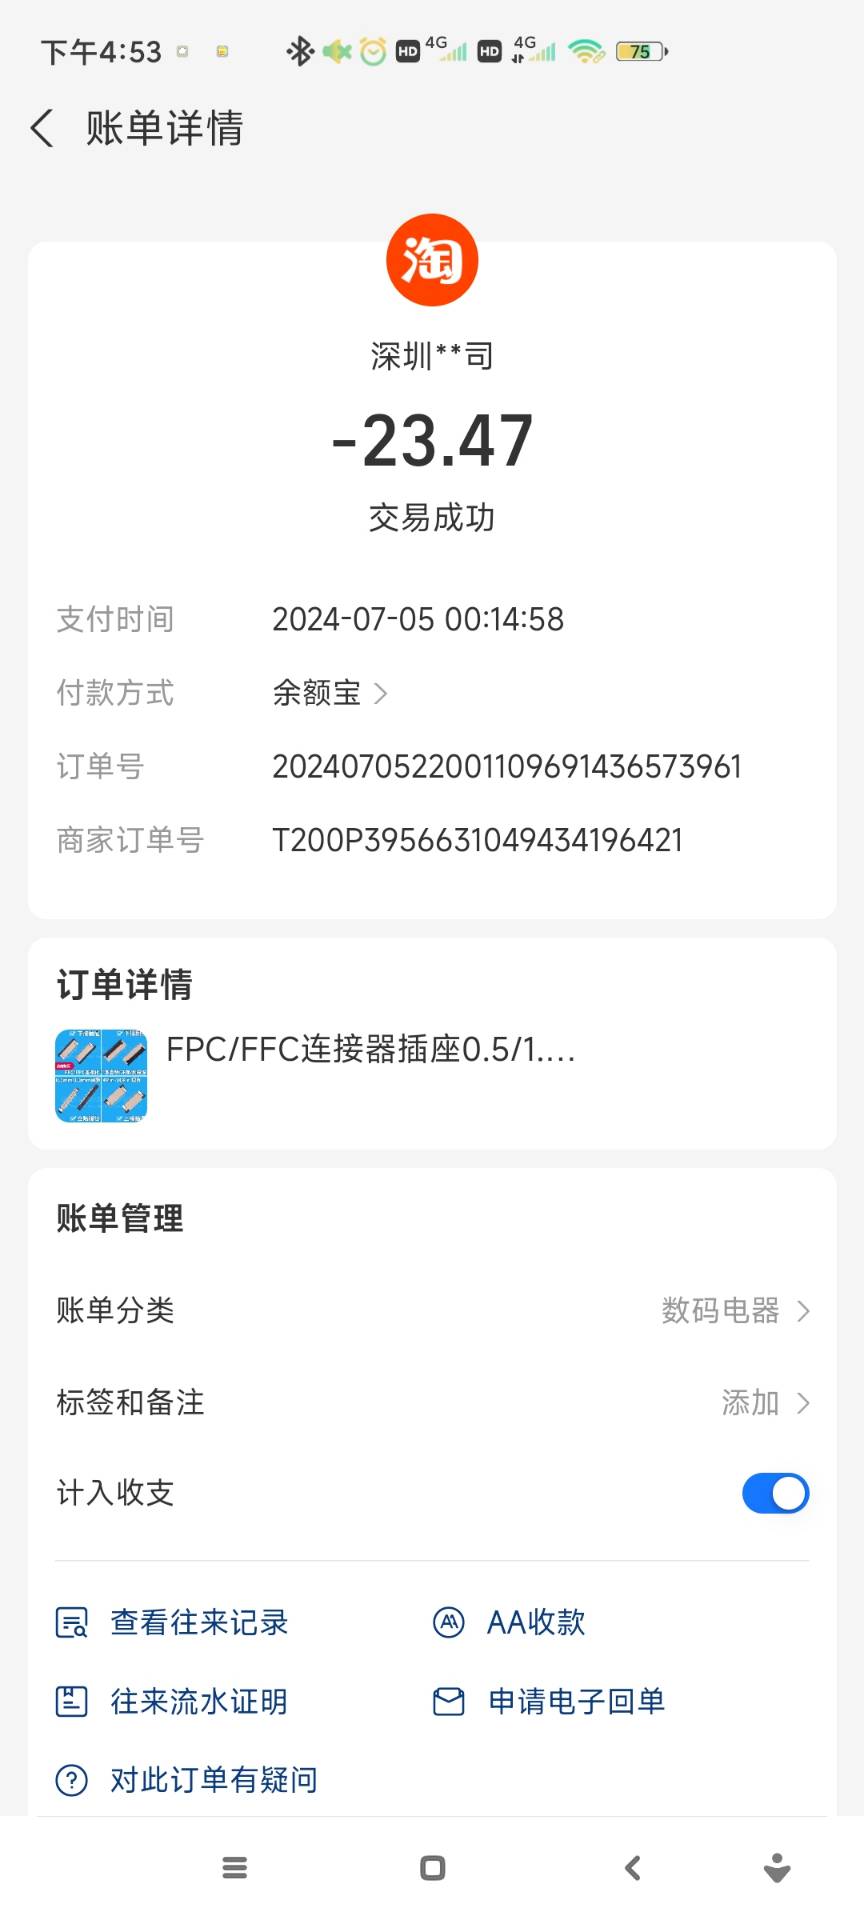 下午4:53
HD 4G HD 4G 75
账单详情
淘
深圳**司
-23.47
交易成功
支付时间 2024-07-05 00:14:58
付款方式 余额宝
订单号 2024070522001109691436573961
商家订单号 T200P3956631049434196421
订单详情
FPC/FFC连接器插座0.5/1....
账单管理
账单分类 数码电器
标签和备注 添加
计入收支
查看往来记录 AA收款
往来流水证明 申请电子回单
对此订单有疑问